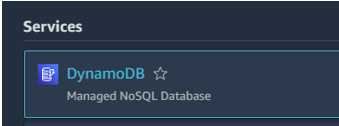 Services
DynamoDB
Managed NoSQL Database